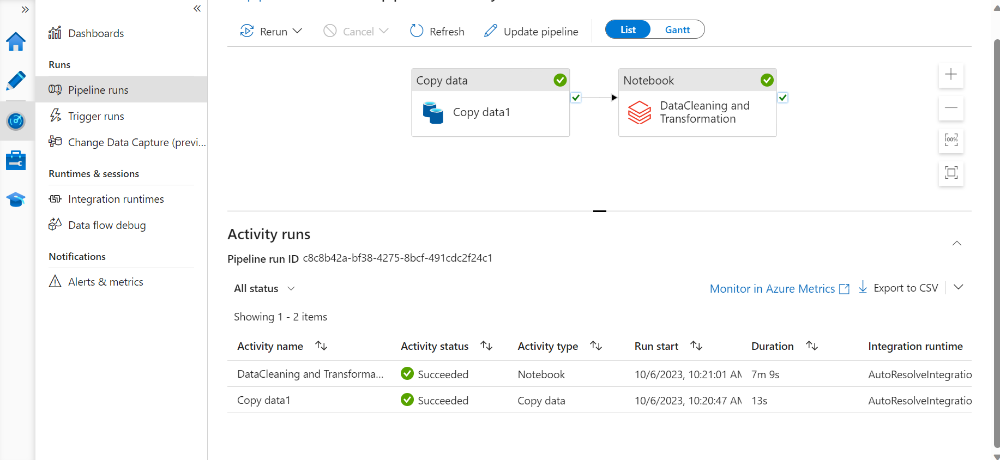 Dashboards
Runs
Pipeline runs
Trigger runs
Change Data Capture (previ...
Runtimes & sessions
Integration runtimes
Data flow debug
Notifications
Alerts & metrics
Rerun
Cancel
Refresh
Update pipeline
List
Gantt
Copy data
Copy data1
Notebook
DataCleaning and
Transformation
100%
Activity runs
Pipeline run ID c8c8b42a-bf38-4275-8bcf-491cdc2f24c1
All status
Monitor in Azure Metrics
Export to CSV
Showing 1 - 2 items
Activity name Activity status Activity type Run start Duration Integration runtime
DataCleaning and Transforma... Succeeded Notebook 10/6/2023, 10:21:01 AM 7m 9s AutoResolveIntegratio
Copy data1 Succeeded Copy data 10/6/2023, 10:20:47 AM 13s AutoResolveIntegratio